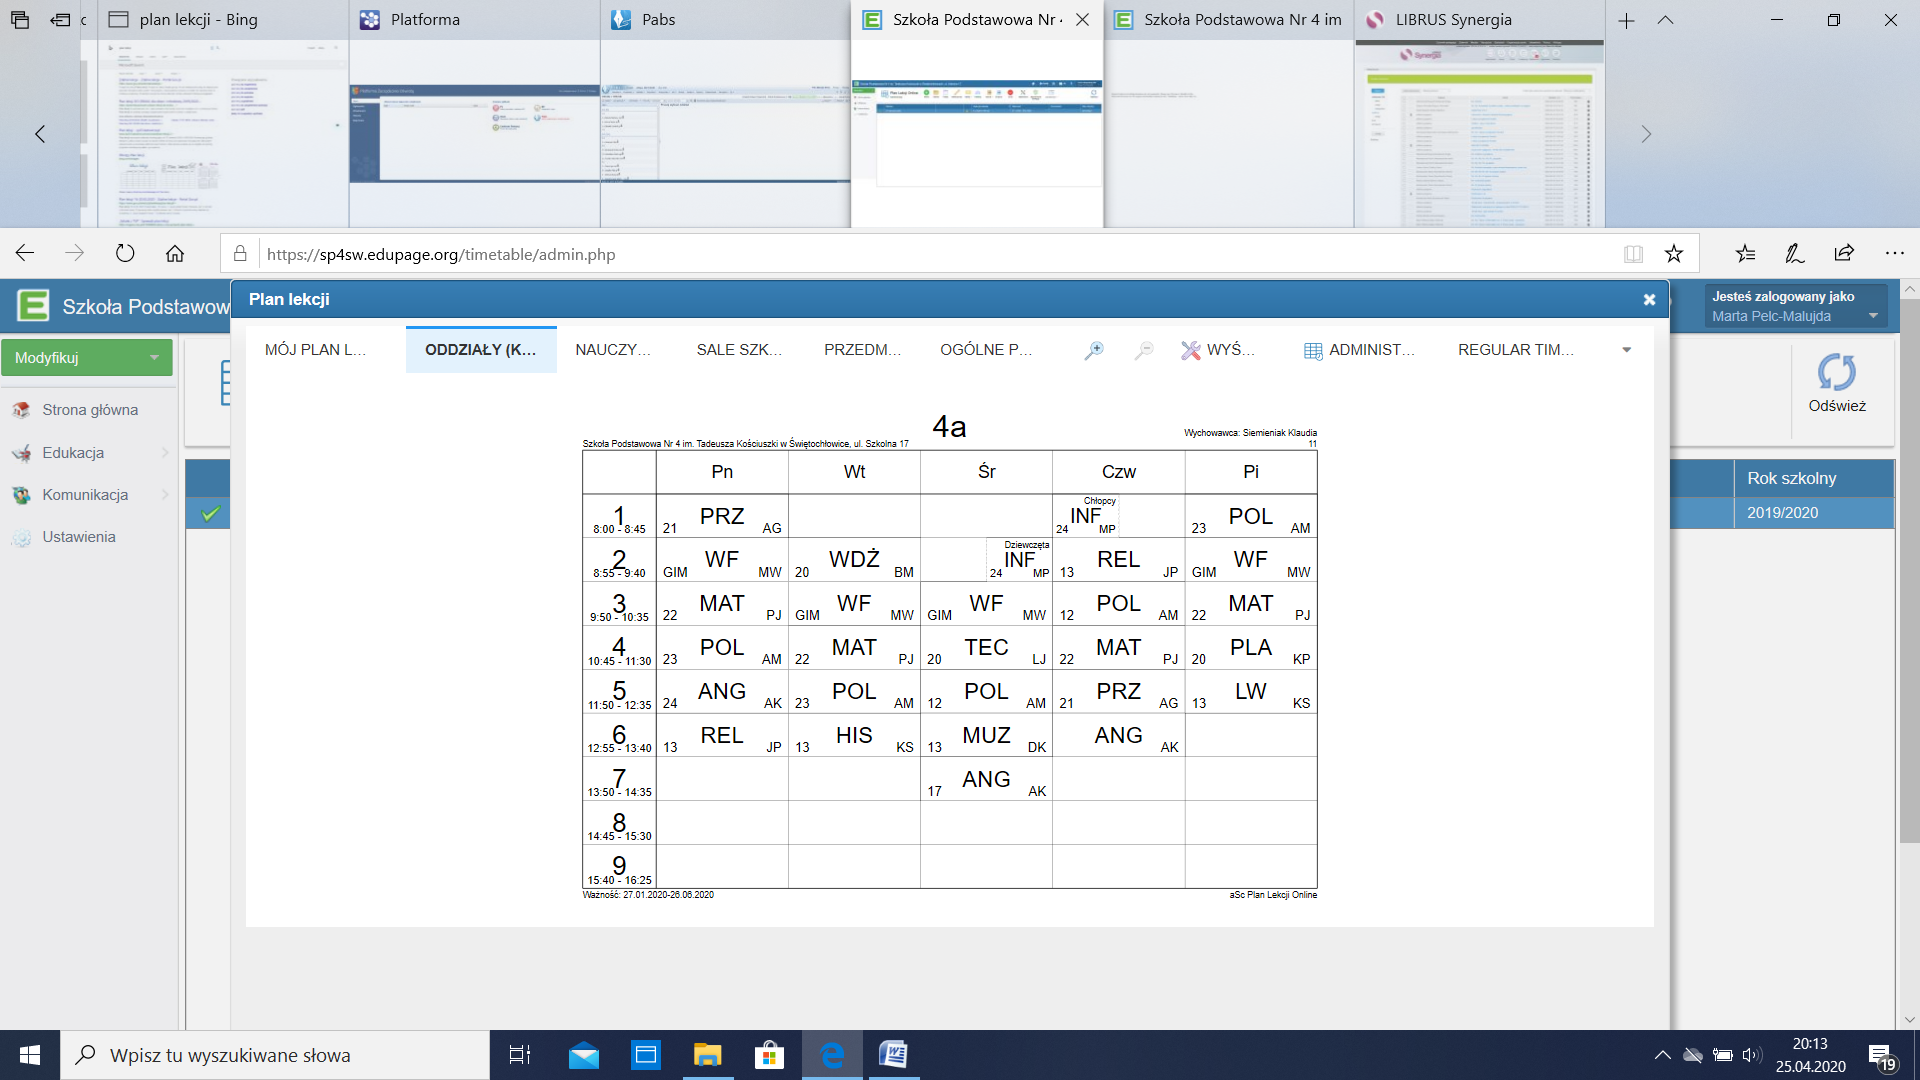 plan lekcji - Bing
Platforma
Pabs
Szkoła Podstawowa Nr
Szkoła Podstawowa Nr 4 im
LIBRUS Synergia
https://sp4sw.edupage.org/timetable/admin.php
Szkoła Podstawow
Plan lekcji
Jesteś zalogowany jako
Marta Pelc-Malujda
Modyfikuj
MÓJ PLAN L...
ODDZIAŁY (K...
NAUCZY...
SALE SZK...
PRZEDM...
OGÓLNE P...
WYŚ...
ADMINIST...
REGULAR TIM...
Odśwież
Strona główna
Edukacja
Komunikacja
Ustawienia
Rok szkolny
2019/2020
4a
Szkoła Podstawowa Nr 4 im. Tadeusza Kościuszki w Świętochłowice, ul. Szkolna 17
Wychowawca: Siemieniak Klaudia
11
Pn Wt Śr Czw Pi
1 8:00 - 8:45
21 PRZ AG
Chłopcy
24 INF MP
23 POL AM
2 8:55 - 9:40
GIM WF MW
20 WDŻ BM
Dziewczęta
24 INF MP
13 REL JP
GIM WF MW
3 9:50 - 10:35
22 MAT PJ
GIM WF MW
GIM WF MW
12 POL AM
22 MAT PJ
4 10:45 - 11:30
23 POL AM
22 MAT PJ
20 TEC LJ
22 MAT PJ
20 PLA KP
5 11:50 - 12:35
24 ANG AK
23 POL AM
12 POL AM
21 PRZ AG
13 LW KS
6 12:55 - 13:40
13 REL JP
13 HIS KS
13 MUZ DK
ANG AK
7 13:50 - 14:35
17 ANG AK
8 14:45 - 15:30
9 15:40 - 16:25
Ważność: 27.01.2020-26.06.2020
aSc Plan Lekcji Online
Wpisz tu wyszukiwane słowa
20:13
25.04.2020
19